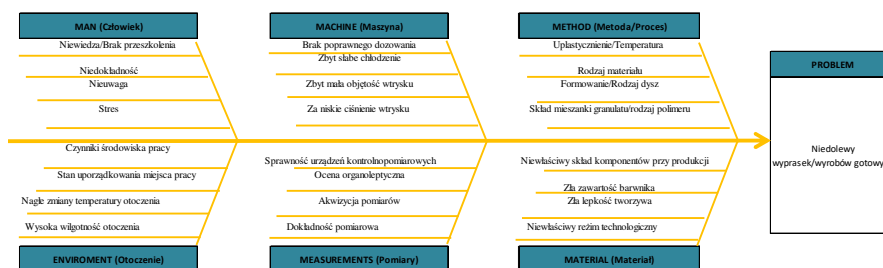 MAN (Człowiek)
Niewiedza/Brak przeszkolenia
Niedokładność
Nieuwaga
Stres
MACHINE (Maszyna)
Brak poprawnego dozowania
Zbyt słabe chłodzenie
Zbyt mała objętość wtrysku
Za niskie ciśnienie wtrysku
METHOD (Metoda/Proces)
Uplastycznienie/Temperatura
Rodzaj materiału
Formowanie/Rodzaj dysz
Skład mieszanki granulatu/rodzaj polimeru
PROBLEM
Niedolewy
wyprasek/wyrobów gotowy
Czynniki środowiska pracy
Stan uporządkowania miejsca pracy
Nagłe zmiany temperatury otoczenia
Wysoka wilgotność otoczenia
ENVIROMENT (Otoczenie)
Sprawność urządzeń kontrolnopomiarowych
Ocena organoleptyczna
Akwizycja pomiarów
Dokładność pomiarowa
MEASUREMENTS (Pomiary)
Niewłaściwy skład komponentów przy produkcji
Zła zawartość barwnika
Zła lepkość tworzywa
Niewłaściwy reżim technologiczny
MATERIAL (Materiał)